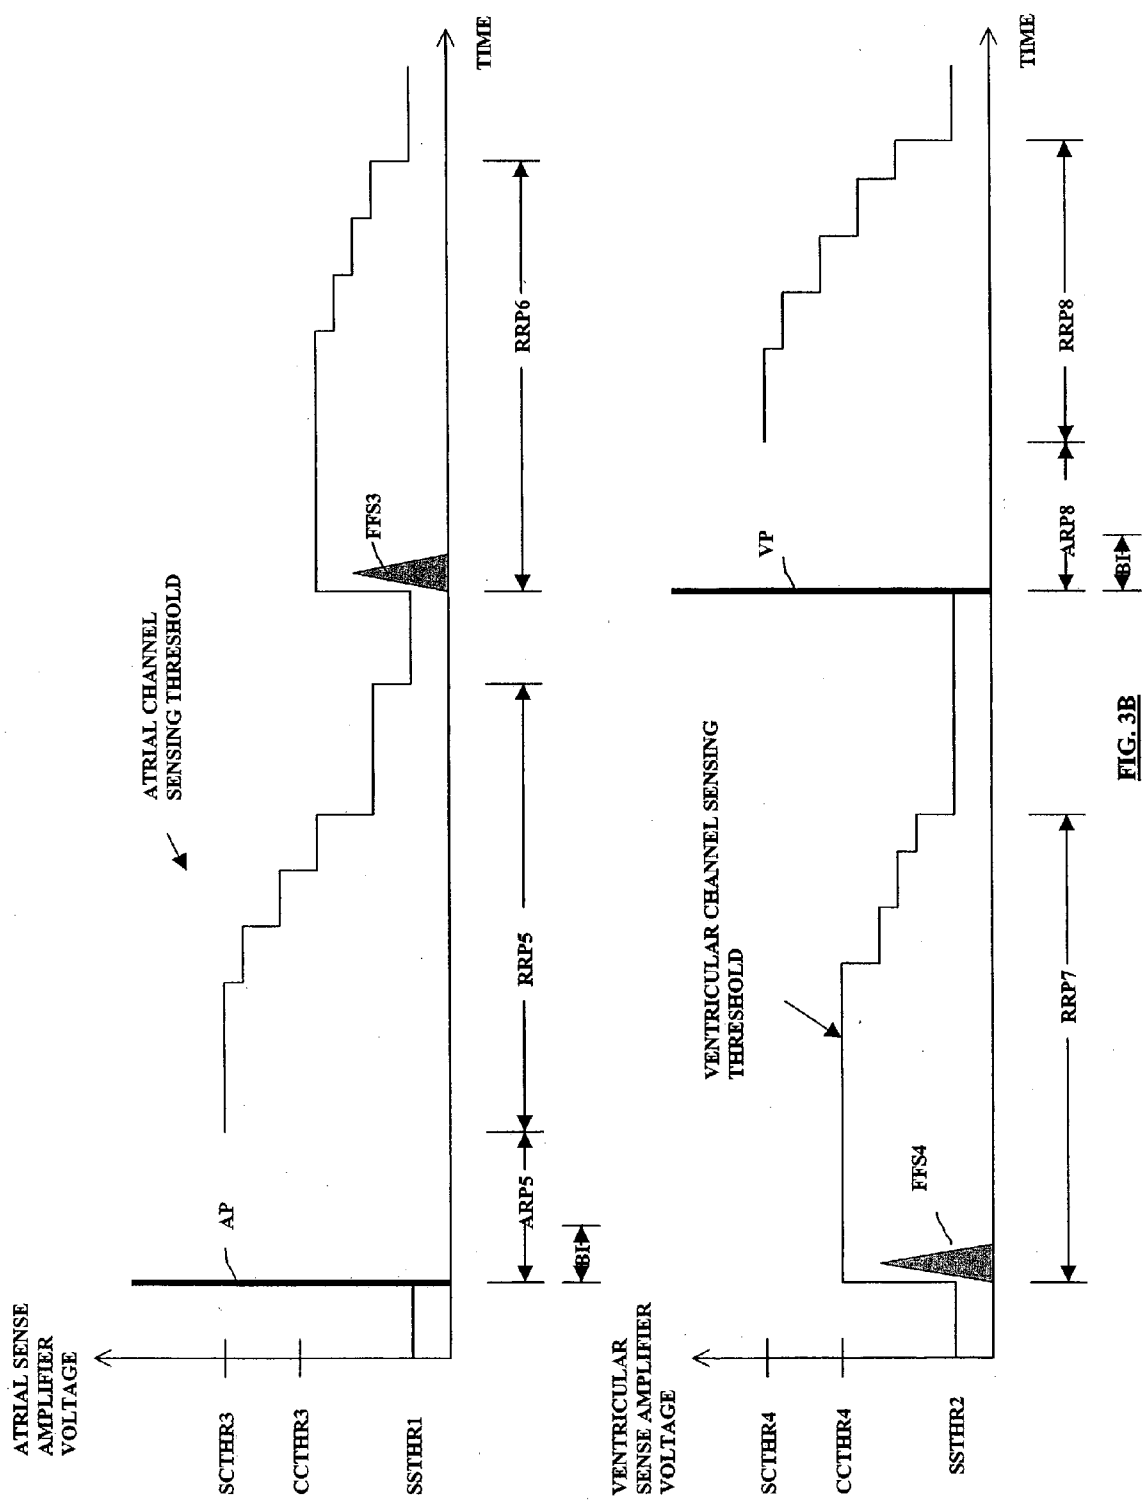 ATRIAL SENSE
AMPLIFIER
VOLTAGE
SCTHR3
CCTHR3
SSTHR1
AP
ATRIAL CHANNEL
SENSING THRESHOLD
FFS3
TIME
ARP5
RRP5
RRP6
BI
VENTRICULAR
SENSE AMPLIFIER
VOLTAGE
SCTHR4
CCTHR4
SSTHR2
FFS4
VENTRICULAR CHANNEL SENSING
THRESHOLD
VP
TIME
RRP7
ARP8
RRP8
BI
FIG. 3B